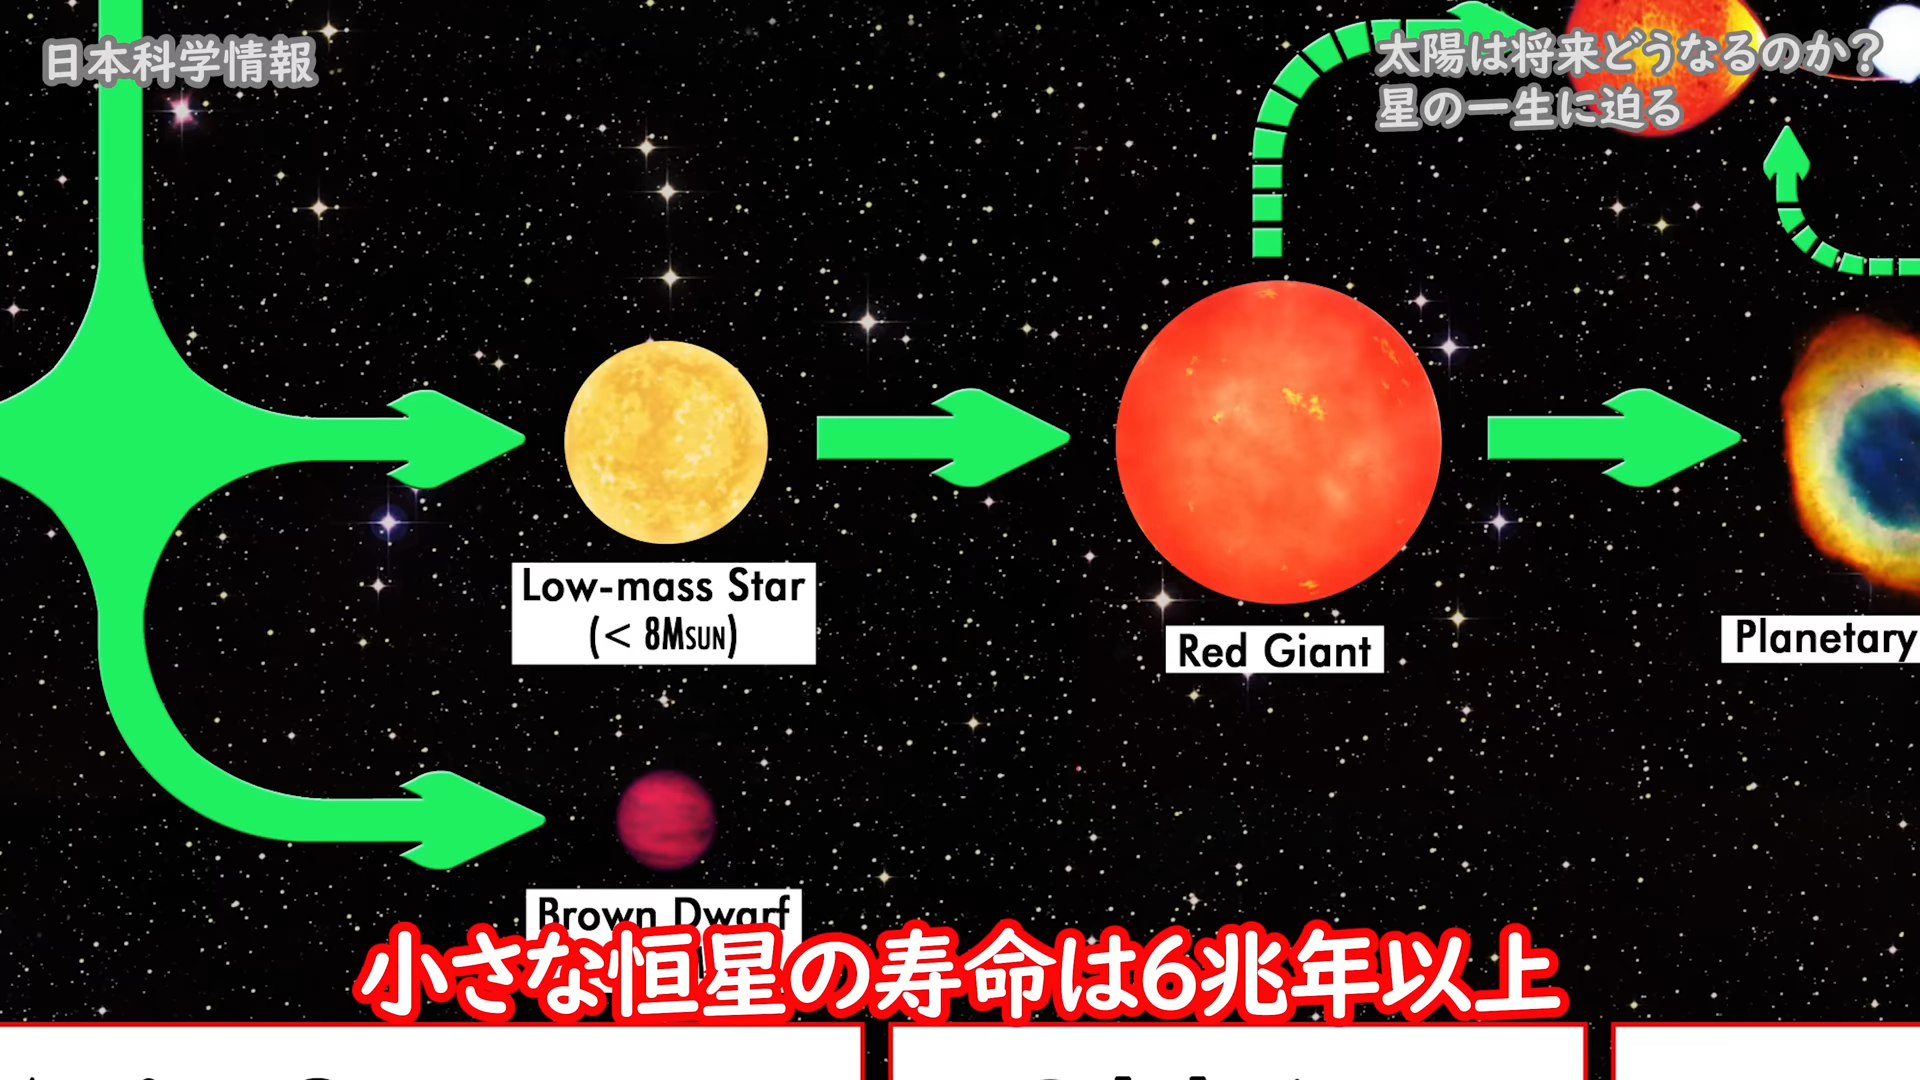 日本科学情報
太陽は将来どうなるのか?
星の一生に迫る
Low-mass Star
(< 8MSUN)
Red Giant
Planetary
Brown Dwarf
小さな恒星の寿命は6兆年以上